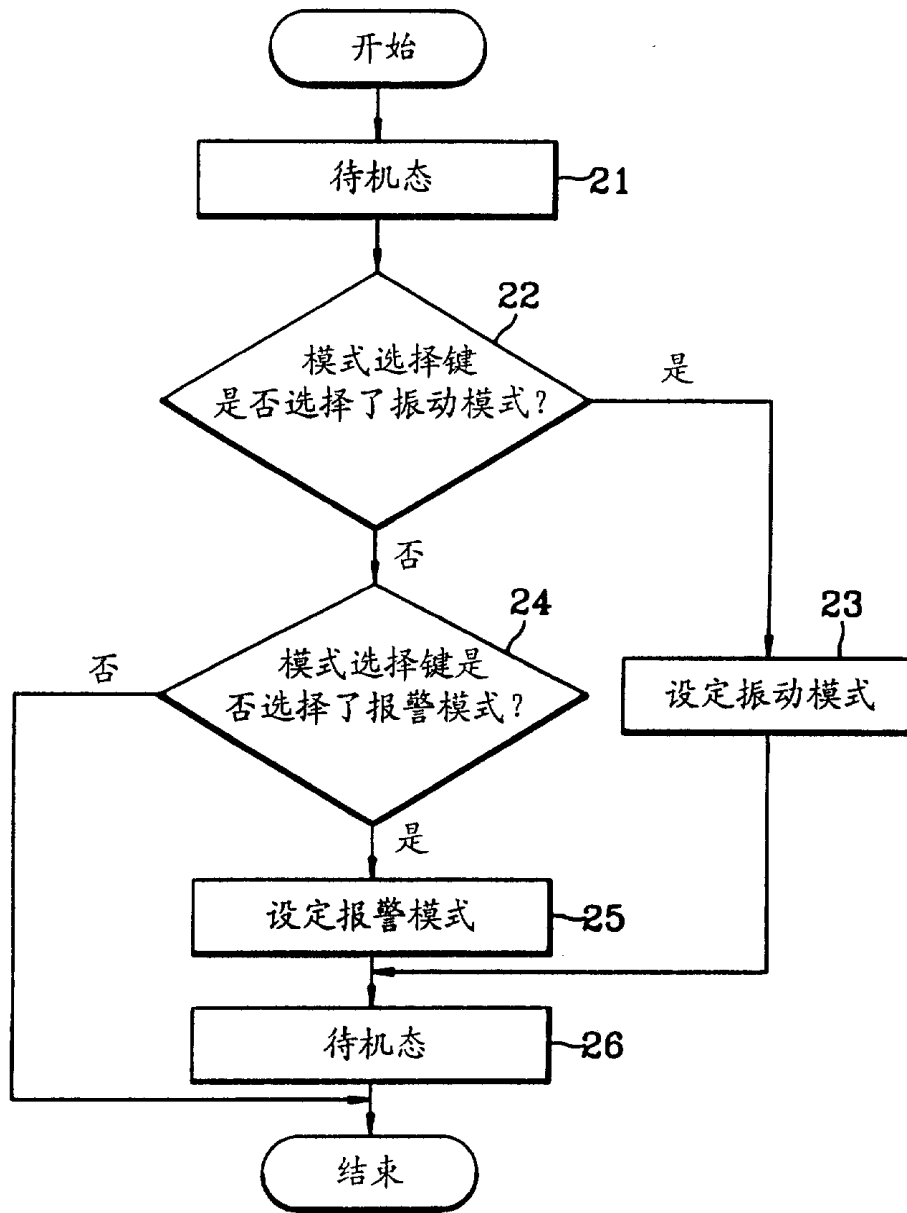 开始
待机态
21
22
模式选择键
是否选择了振动模式?
是
否
24
模式选择键是
否选择了报警模式?
否
23
设定振动模式
是
设定报警模式
25
待机态
26
结束